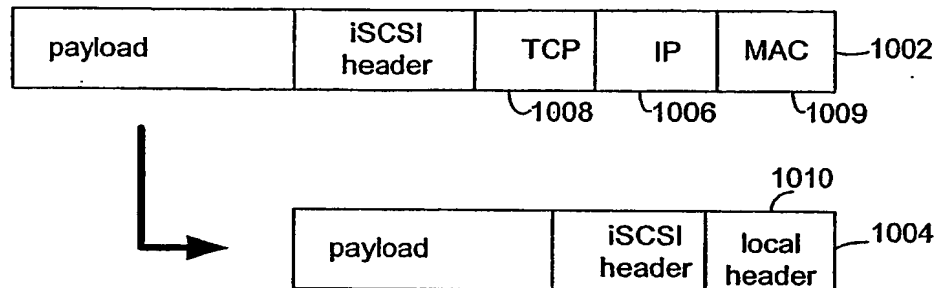 payload iSCSI header TCP IP MAC 1002
1008 1006 1009
1010
payload iSCSI header local header 1004